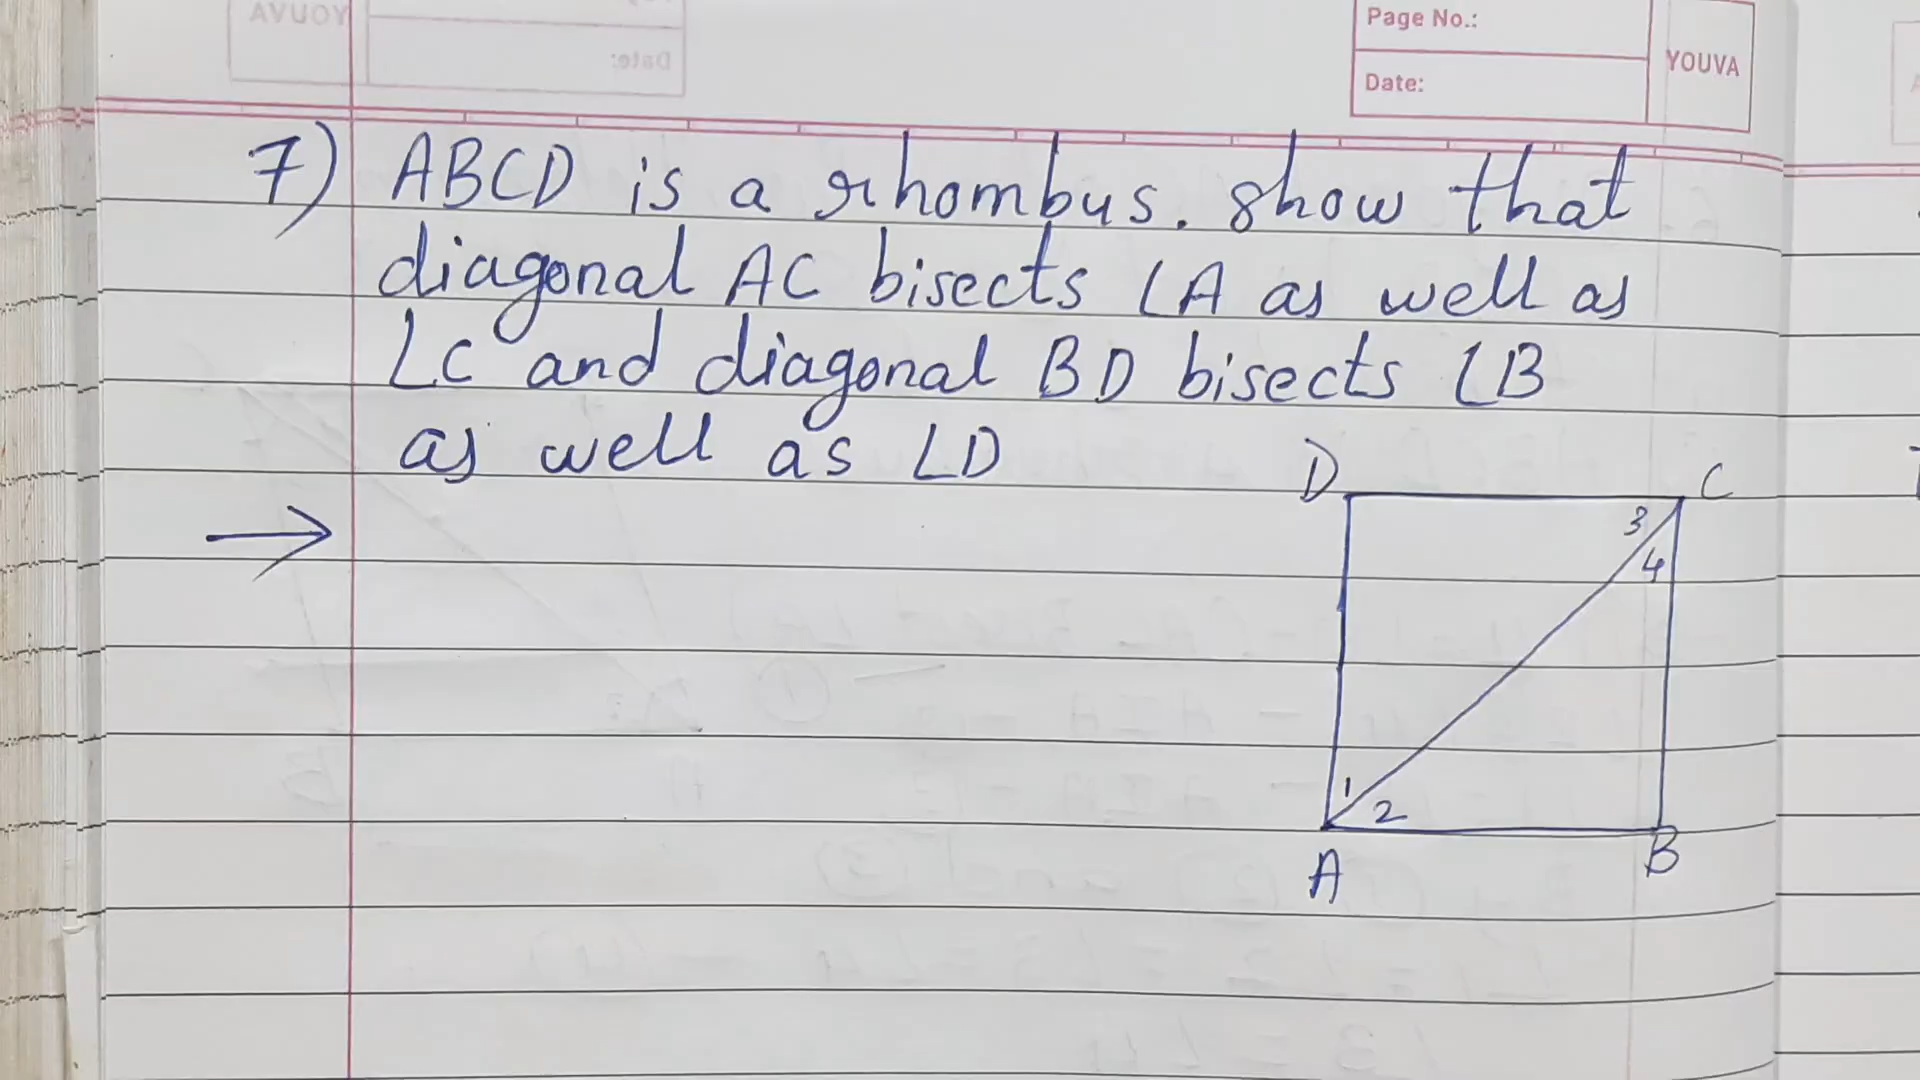 Page No.:
Date:
YOUVA
7) ABCD is a rhombus. show that
diagonal AC bisects ∠A as well as
∠C and diagonal BD bisects ∠B
as well as ∠D
D
C
3
4
1
2
A
B